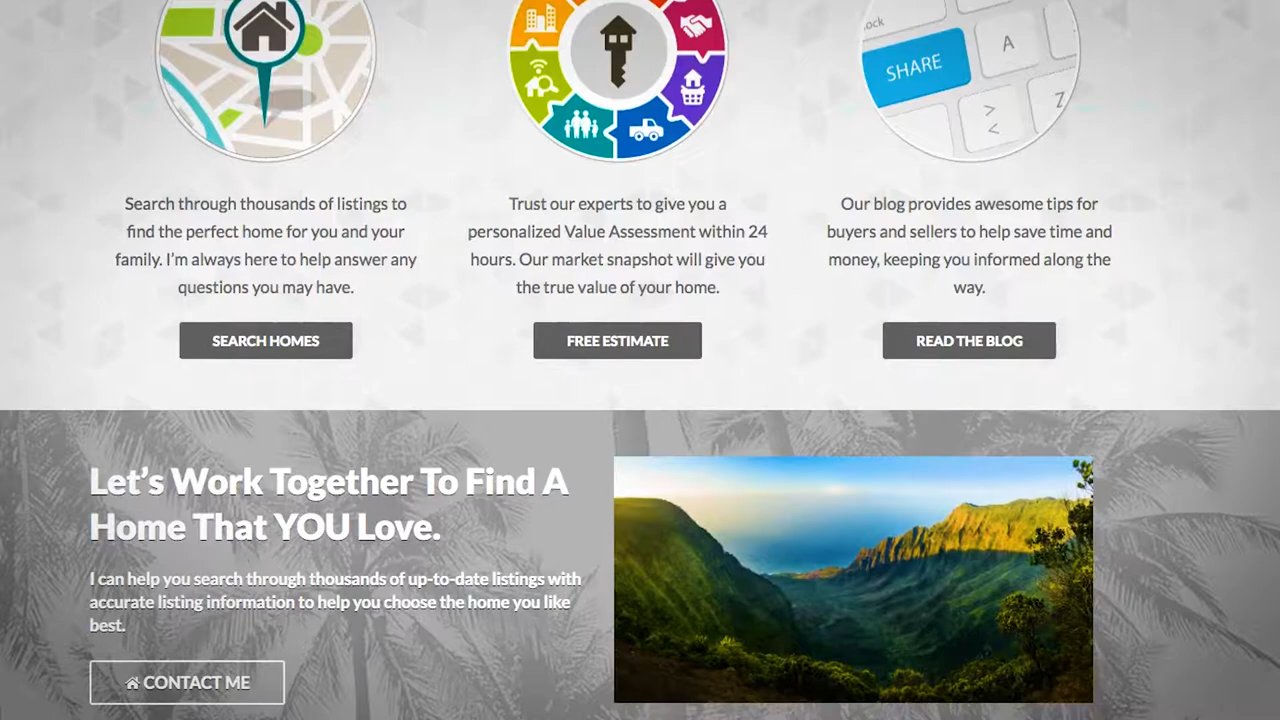 ock
SHARE
A
Z
>
<
Search through thousands of listings to
find the perfect home for you and your
family. I'm always here to help answer any
questions you may have.
SEARCH HOMES
Trust our experts to give you a
personalized Value Assessment within 24
hours. Our market snapshot will give you
the true value of your home.
FREE ESTIMATE
Our blog provides awesome tips for
buyers and sellers to help save time and
money, keeping you informed along the
way.
READ THE BLOG
Let's Work Together To Find A
Home That YOU Love.
I can help you search through thousands of up-to-date listings with
accurate listing information to help you choose the home you like
best.
CONTACT ME